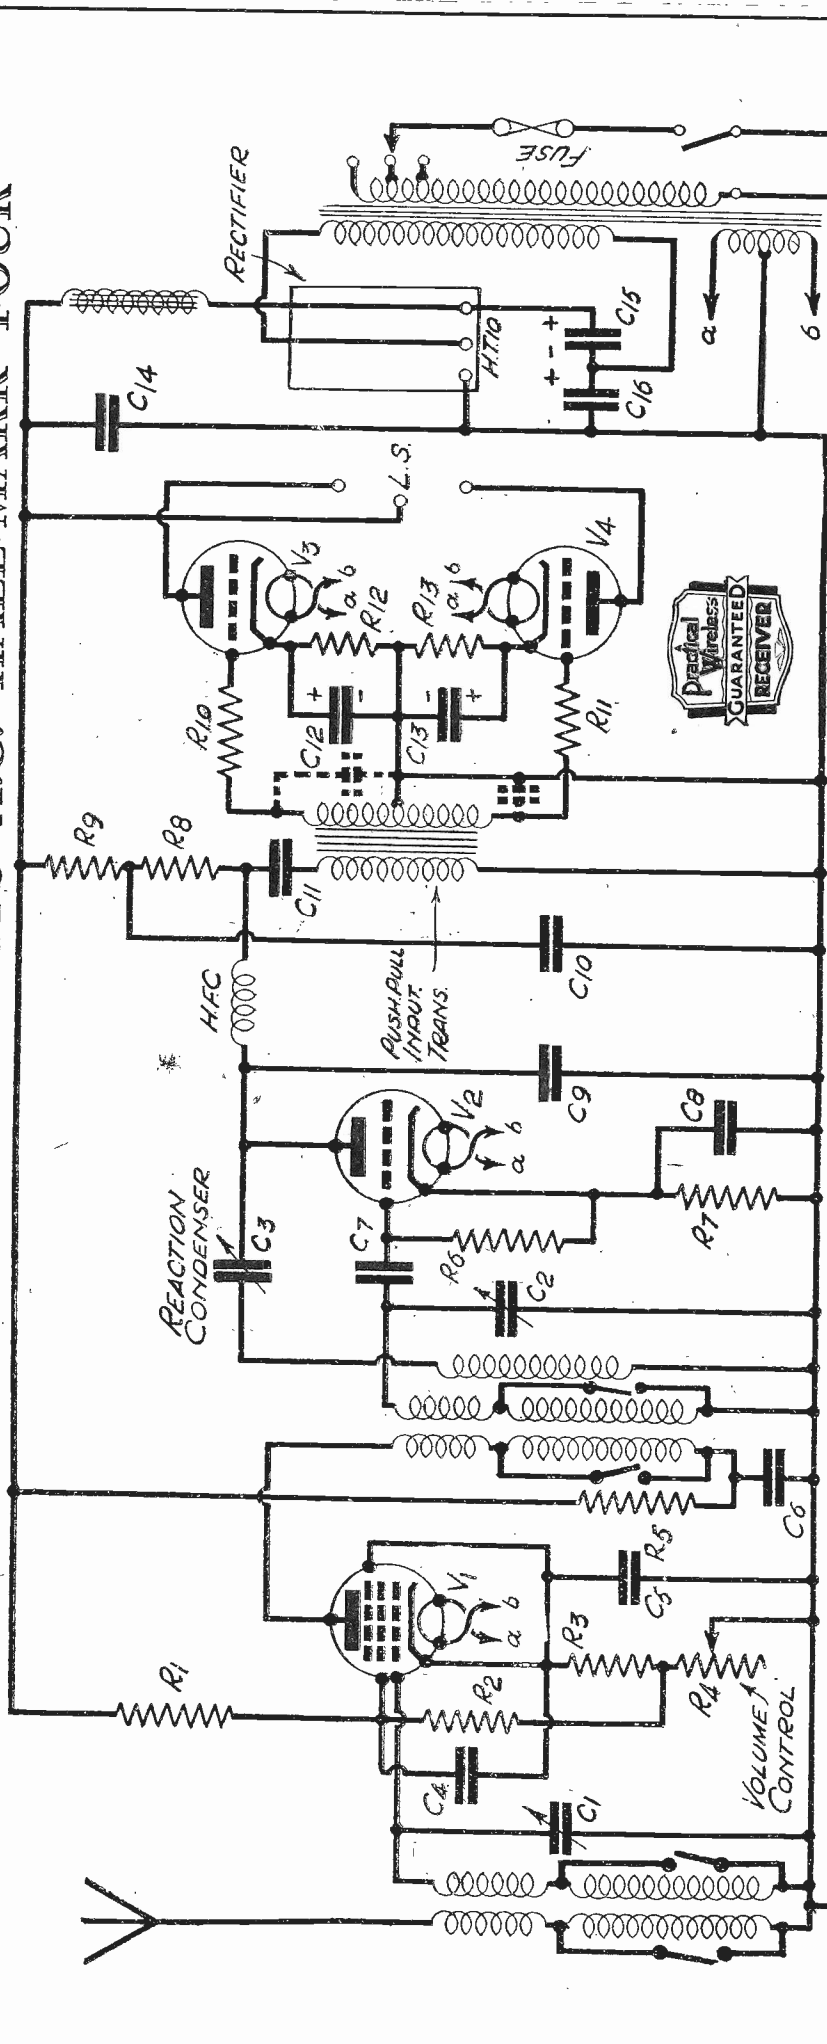 FUSE
RECTIFIER
H.T.10
C15
C16
a
b
C14
L.S.
V3
a b
R12
R13
a b
V4
R10
C12
+
-
C13
-
+
R11
Practical
Wireless
GUARANTEED
RECEIVER
R9
R8
C11
PUSH.PULL
INPUT.
TRANS.
C10
H.F.C
C9
V2
a b
C8
R7
REACTION
CONDENSER
C3
C7
R6
C2
C6
R5
C5
V1
a b
R3
R4
VOLUME
CONTROL
R1
R2
C4
C1
+ - +